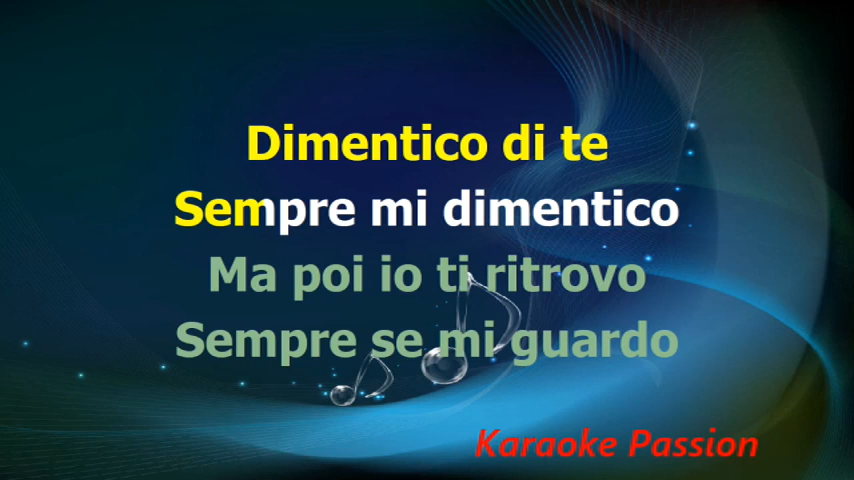 Dimentico di te
Sempre mi dimentico
Ma poi io ti ritrovo
Sempre se mi guardo
Karaoke Passion